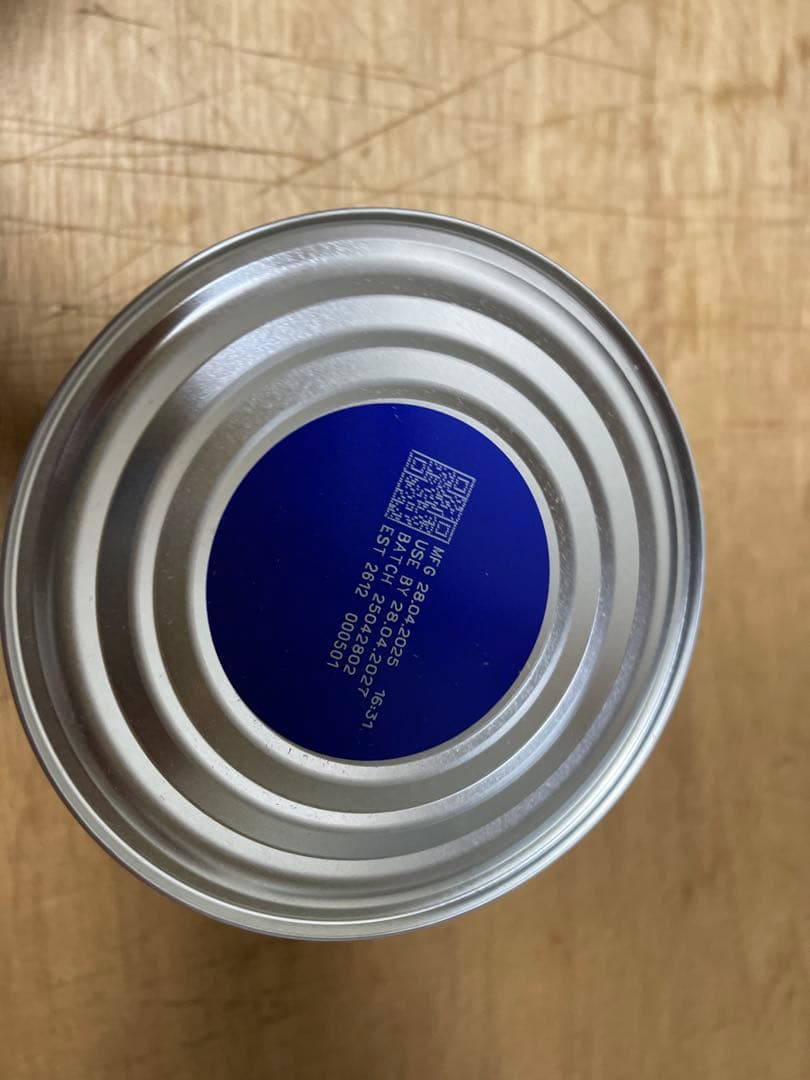 MFG 28.04.2025
USE BY 28.04.2027 16:31
BATCH 25042802
EST 2612 000501